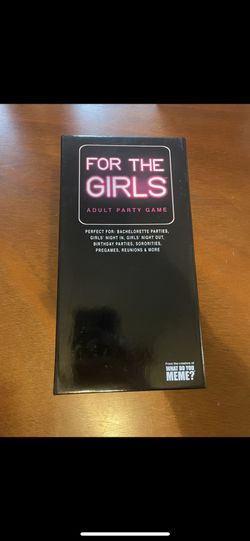 FOR THE
GIRLS
ADULT PARTY GAME
PERFECT FOR: BACHELORETTE PARTIES,
GIRLS' NIGHT IN, GIRLS' NIGHT OUT,
BIRTHDAY PARTIES, SORORITIES,
PREGAMES, REUNIONS & MORE
From the creators of
WHAT DO YOU
MEME?